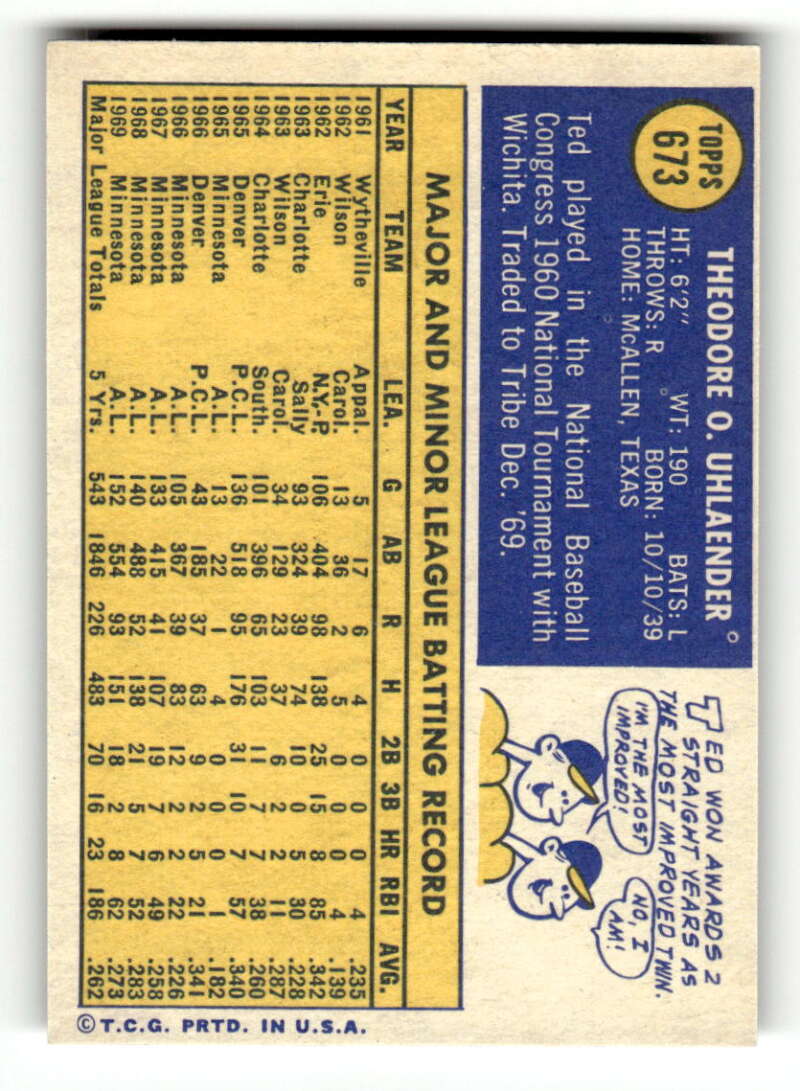 TOPPS
673
THEODORE O. UHLAENDER ©
HT: 6'2" WT: 190 BATS: L
THROWS: R BORN: 10/10/39
HOME: McALLEN, TEXAS
Ted played in the National Baseball
Congress 1960 National Tournament with
Wichita. Traded to Tribe Dec. '69.
TED WON AWARDS 2
STRAIGHT YEARS AS
THE MOST IMPROVED TWIN.
I'M THE MOST
IMPROVED!
NO, I
AM!
MAJOR AND MINOR LEAGUE BATTING RECORD
YEAR TEAM LEA. G AB R H 2B 3B HR RBI AVG.
1961 Wytheville Appal. 5 17 6 4 0 0 0 4 .235
1962 Wilson Carol. 13 36 2 5 0 0 0 4 .139
1962 Erie N.Y.-P. 106 404 98 138 25 15 8 85 .342
1963 Charlotte Sally 93 324 39 74 10 0 5 30 .228
1963 Wilson Carol. 34 129 23 37 6 2 2 11 .287
1964 Charlotte South. 101 396 65 103 11 7 7 38 .260
1965 Denver P.C.L. 136 518 95 176 31 10 7 57 .340
1965 Minnesota A.L. 13 22 1 4 0 0 0 1 .182
1966 Denver P.C.L. 43 185 37 63 9 2 5 21 .341
1966 Minnesota A.L. 105 367 39 83 12 2 2 22 .226
1967 Minnesota A.L. 133 415 41 107 19 7 6 49 .258
1968 Minnesota A.L. 140 488 52 138 21 5 7 52 .283
1969 Minnesota A.L. 152 554 93 151 18 2 8 62 .273
Major League Totals 5 Yrs. 543 1846 226 483 70 16 23 186 .262
© T.C.G. PRTD. IN U.S.A.